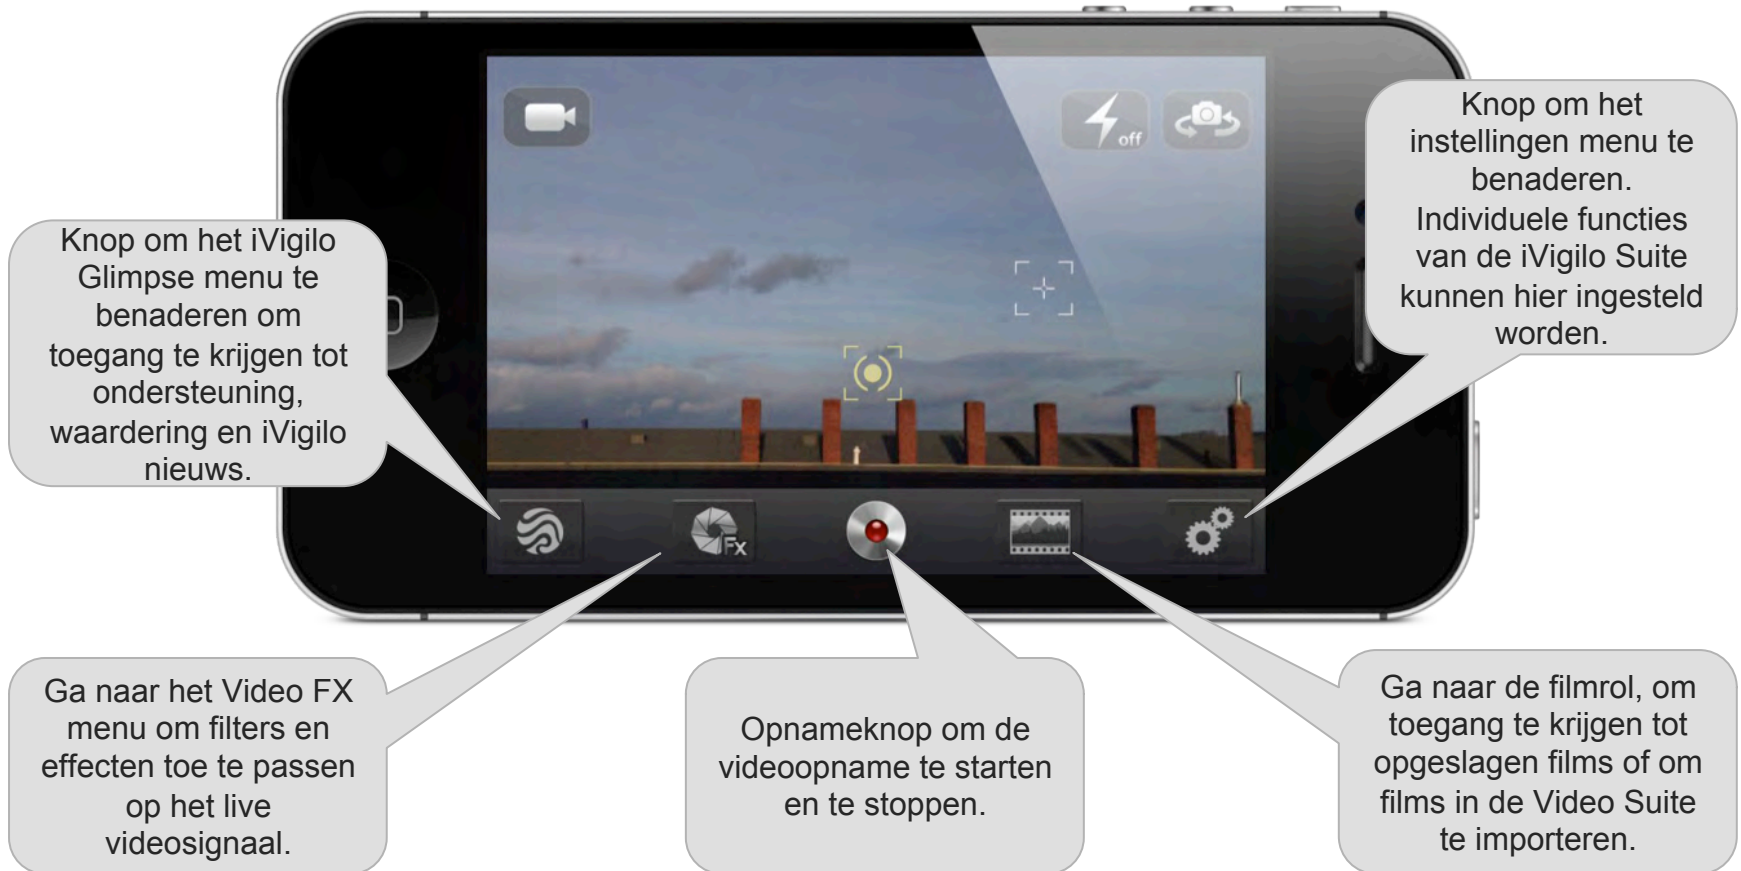 off
Knop om het
instellingen menu te
benaderen.
Individuele functies
van de iVigilo Suite
kunnen hier ingesteld
worden.
Knop om het iVigilo
Glimpse menu te
benaderen om
toegang te krijgen tot
ondersteuning,
waardering en iVigilo
nieuws.
Fx
Ga naar het Video FX
menu om filters en
effecten toe te passen
op het live
videosignaal.
Opnameknop om de
videoopname te starten
en te stoppen.
Ga naar de filmrol, om
toegang te krijgen tot
opgeslagen films of om
films in de Video Suite
te importeren.